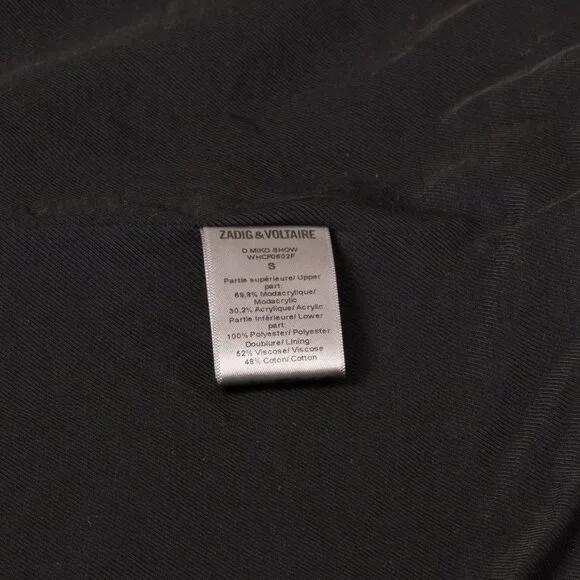 ZADIG & VOLTAIRE
D MIKO SHOW
WHCP0602F
S
Partie supérieure/ Upper
part:
69,8% Modacrylique/
Modacrylic
30,2% Acrylique/ Acrylic
Partie Inférieure/ Lower
part:
100% Polyester/ Polyester
Doublure/ Lining:
52% Viscose/ Viscose
48% Coton/ Cotton